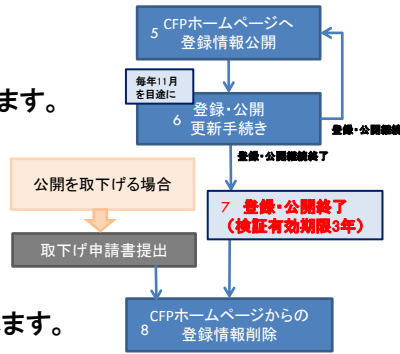 5 CFPホームページへ
登録情報公開
ます。
毎年11月
を目途に
6 登録・公開
更新手続き
登録・公開継続
登録・公開継続終了
公開を取下げる場合
7 登録・公開終了
（検証有効期限3年）
取下げ申請書提出
ます。
8 CFPホームページからの
登録情報削除